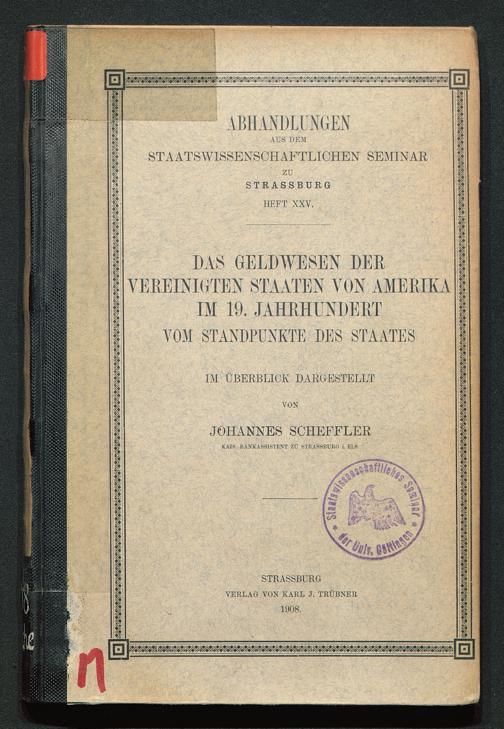 ABHANDLUNGEN
AUS DEM
STAATSWISSENSCHAFTLICHEN SEMINAR
ZU
STRASSBURG
HEFT XXV.
DAS GELDWESEN DER
VEREINIGTEN STAATEN VON AMERIKA
IM 19. JAHRHUNDERT
VOM STANDPUNKTE DES STAATES
IM ÜBERBLICK DARGESTELLT
VON
JOHANNES SCHEFFLER
KAIS. BANKASSISTENT ZU STRASSBURG i. ELS.
Staatswissenschaftliches Seminar
der Univ. Göttingen
STRASSBURG
VERLAG VON KARL J. TRÜBNER
1908.
n